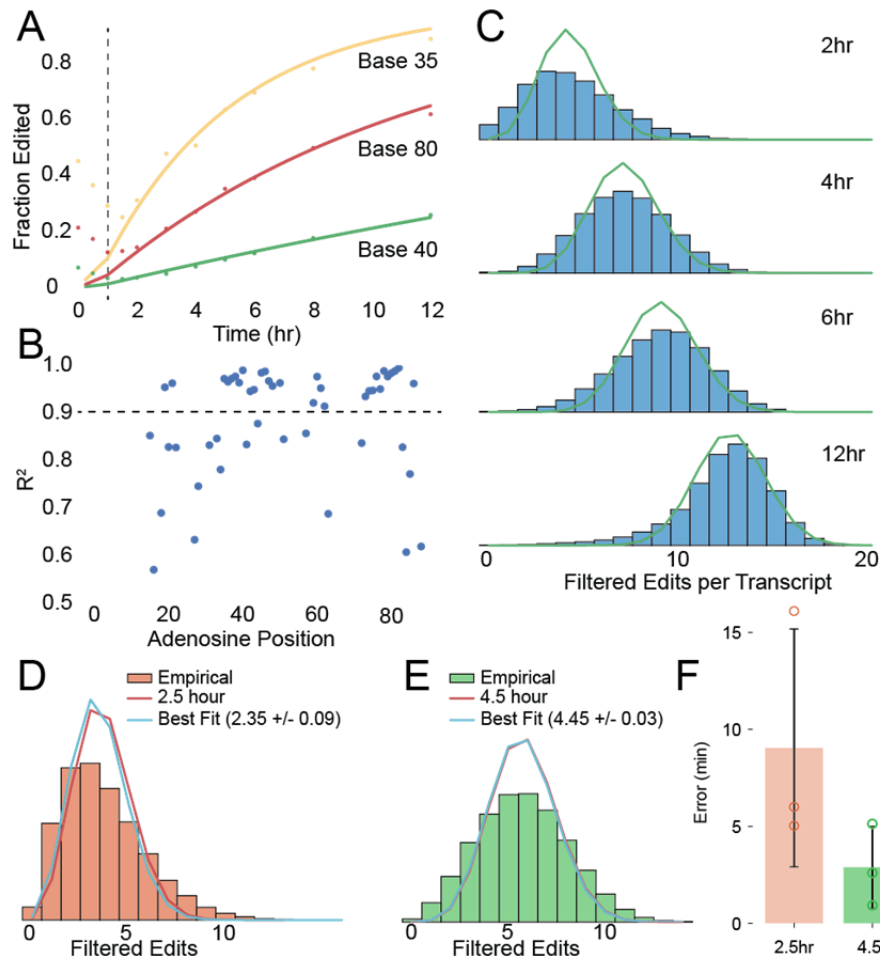 A
0.8
0.6
0.4
0.2
0
Fraction Edited
Base 35
Base 80
Base 40
0 2 4 6 8 10 12
Time (hr)
B
1.0
0.9
0.8
0.7
0.6
0.5
R²
0 20 40 60 80
Adenosine Position
C
2hr
4hr
6hr
12hr
0 10 20
Filtered Edits per Transcript
D
Empirical
2.5 hour
Best Fit (2.35 +/- 0.09)
0 5 10
Filtered Edits
E
Empirical
4.5 hour
Best Fit (4.45 +/- 0.03)
0 5 10
Filtered Edits
F
15
10
5
0
Error (min)
2.5hr 4.5